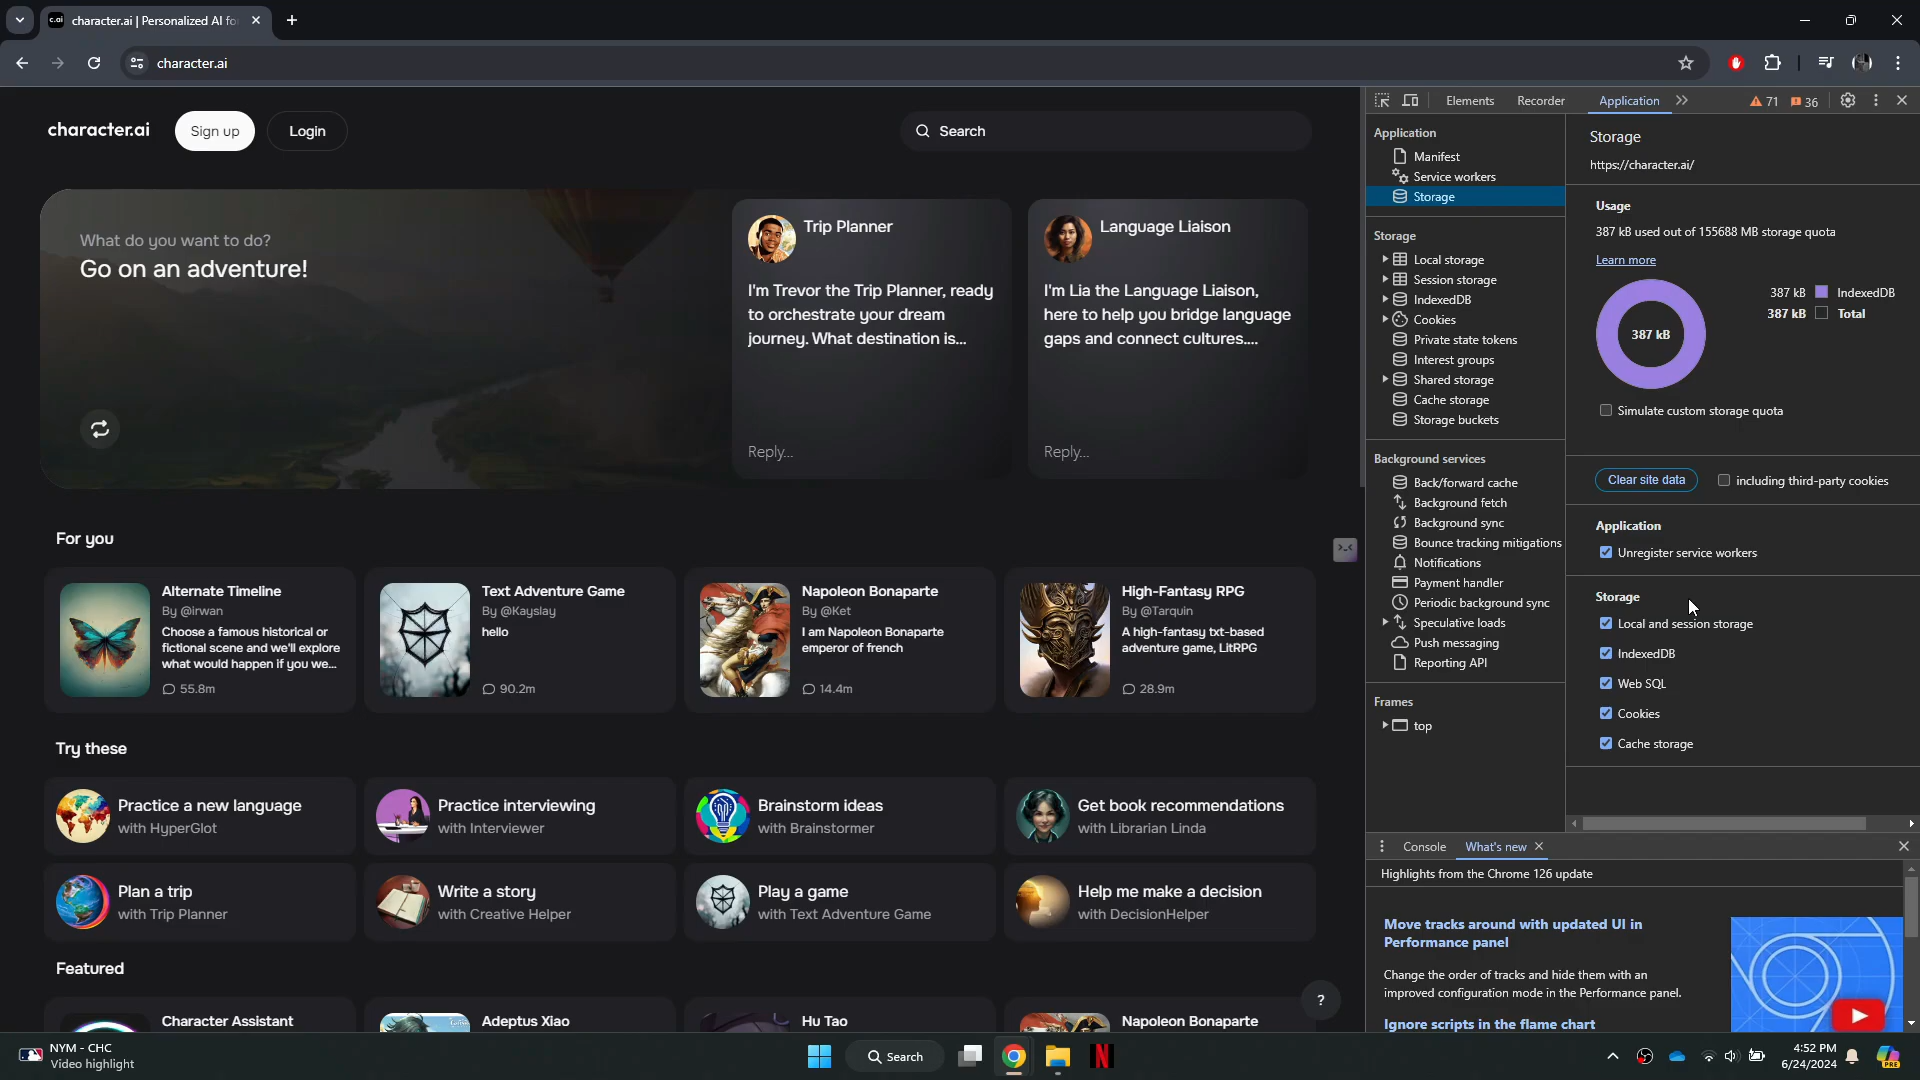 c.ai character.ai | Personalized AI fo
character.ai
character.ai
Sign up
Login
Search
What do you want to do?
Go on an adventure!
Trip Planner
I'm Trevor the Trip Planner, ready
to orchestrate your dream
journey. What destination is...
Reply...
Language Liaison
I'm Lia the Language Liaison,
here to help you bridge language
gaps and connect cultures....
Reply...
For you
Alternate Timeline
By @irwan
Choose a famous historical or
fictional scene and we'll explore
what would happen if you we...
55.8m
Text Adventure Game
By @Kayslay
hello
90.2m
Napoleon Bonaparte
By @Ket
I am Napoleon Bonaparte
emperor of french
14.4m
High-Fantasy RPG
By @Tarquin
A high-fantasy txt-based
adventure game, LitRPG
28.9m
Try these
Practice a new language
with HyperGlot
Practice interviewing
with Interviewer
Brainstorm ideas
with Brainstormer
Get book recommendations
with Librarian Linda
Plan a trip
with Trip Planner
Write a story
with Creative Helper
Play a game
with Text Adventure Game
Help me make a decision
with DecisionHelper
Featured
Character Assistant
Adeptus Xiao
Hu Tao
Napoleon Bonaparte
?
Elements
Recorder
Application
71
36
Application
Manifest
Service workers
Storage
Storage
Local storage
Session storage
IndexedDB
Cookies
Private state tokens
Interest groups
Shared storage
Cache storage
Storage buckets
Background services
Back/forward cache
Background fetch
Background sync
Bounce tracking mitigations
Notifications
Payment handler
Periodic background sync
Speculative loads
Push messaging
Reporting API
Frames
top
Storage
https://character.ai/
Usage
387 kB used out of 155688 MB storage quota
Learn more
387 kB
387 kB IndexedDB
387 kB Total
Simulate custom storage quota
Clear site data
including third-party cookies
Application
Unregister service workers
Storage
Local and session storage
IndexedDB
Web SQL
Cookies
Cache storage
Console
What's new
Highlights from the Chrome 126 update
Move tracks around with updated UI in
Performance panel
Change the order of tracks and hide them with an
improved configuration mode in the Performance panel.
Ignore scripts in the flame chart
NYM - CHC
Video highlight
Search
N
4:52 PM
6/24/2024
PRE